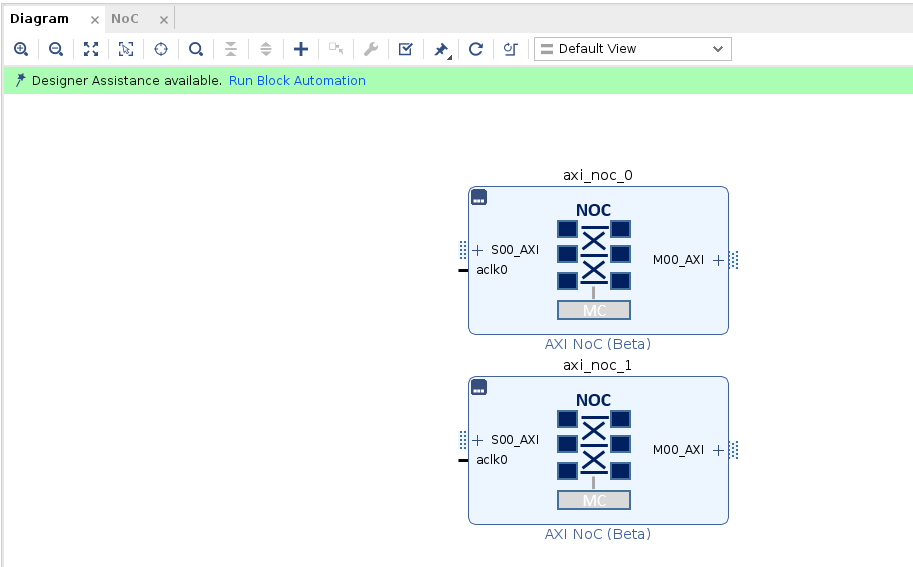 Diagram
NoC
Default View
Designer Assistance available. Run Block Automation
axi_noc_0
NOC
S00_AXI
M00_AXI
aclk0
MC
AXI NoC (Beta)
axi_noc_1
NOC
S00_AXI
M00_AXI
aclk0
MC
AXI NoC (Beta)